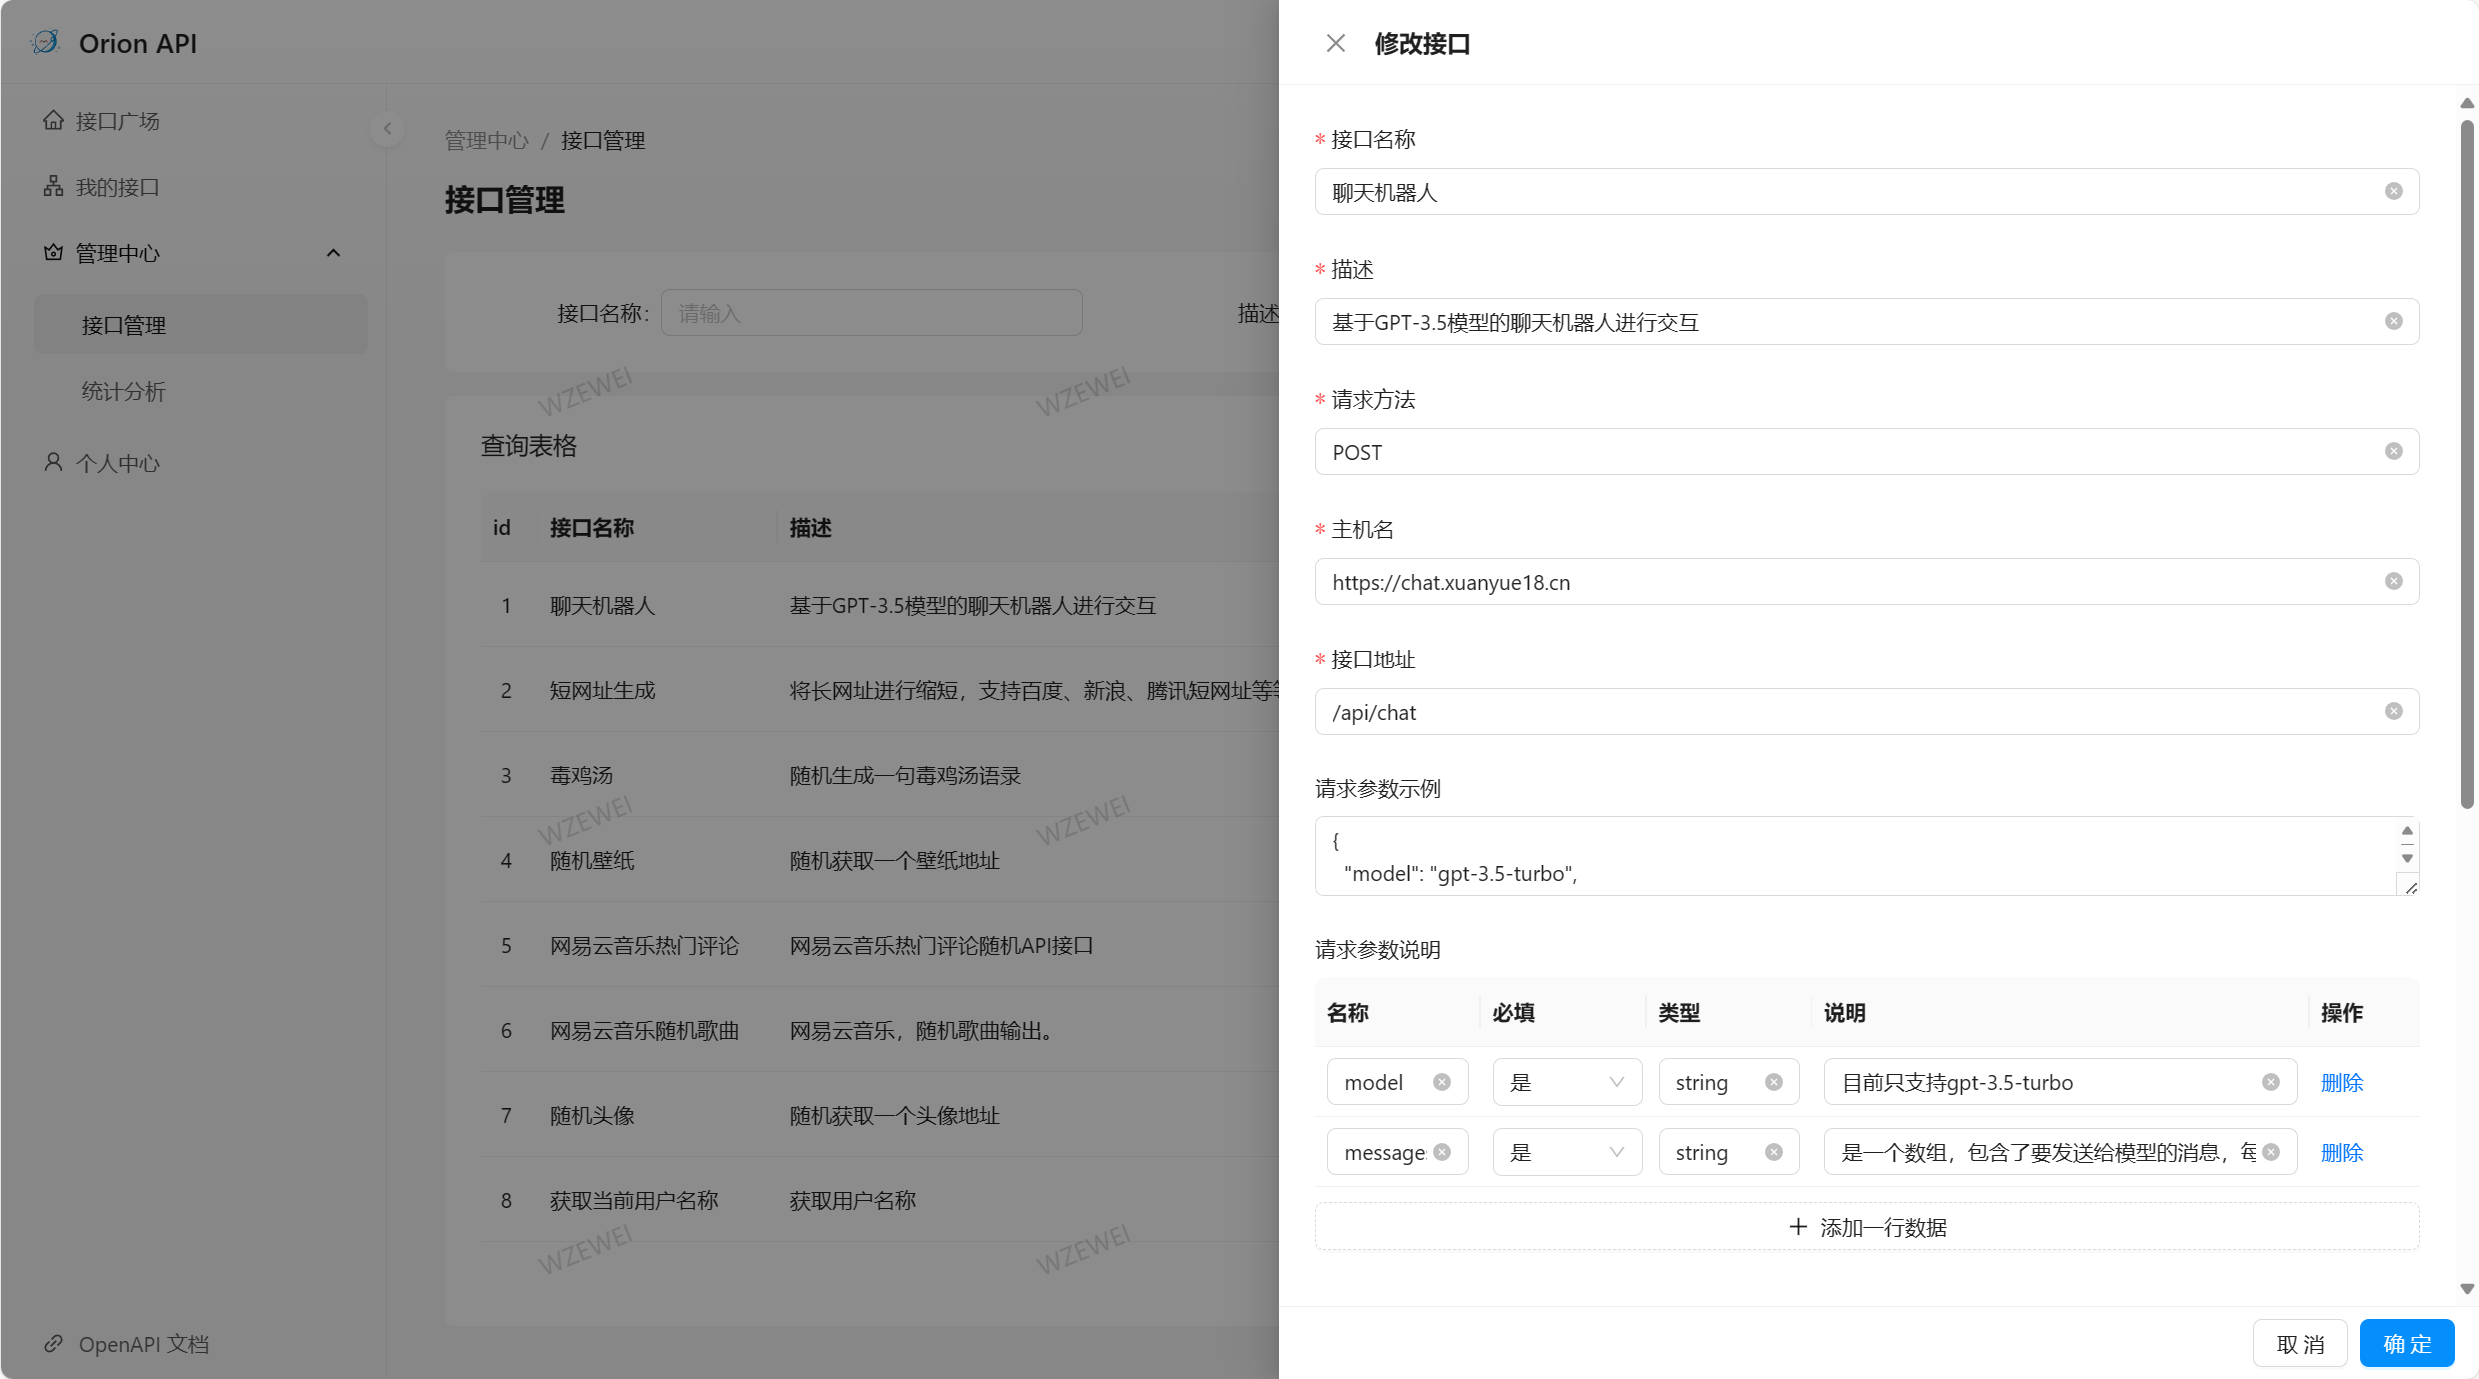 Orion API
接口广场
我的接口
管理中心
接口管理
统计分析
个人中心
OpenAPI 文档
管理中心 / 接口管理
接口管理
接口名称: 请输入 描述
查询表格
id 接口名称 描述
1 聊天机器人 基于GPT-3.5模型的聊天机器人进行交互
2 短网址生成 将长网址进行缩短，支持百度、新浪、腾讯短网址等
3 毒鸡汤 随机生成一句毒鸡汤语录
4 随机壁纸 随机获取一个壁纸地址
5 网易云音乐热门评论 网易云音乐热门评论随机API接口
6 网易云音乐随机歌曲 网易云音乐，随机歌曲输出。
7 随机头像 随机获取一个头像地址
8 获取当前用户名称 获取用户名称
WZEWEI WZEWEI
WZEWEI WZEWEI
WZEWEI WZEWEI
修改接口
* 接口名称
聊天机器人
* 描述
基于GPT-3.5模型的聊天机器人进行交互
* 请求方法
POST
* 主机名
https://chat.xuanyue18.cn
* 接口地址
/api/chat
请求参数示例
{
"model": "gpt-3.5-turbo",
请求参数说明
名称 必填 类型 说明 操作
model 是 string 目前只支持gpt-3.5-turbo 删除
message 是 string 是一个数组，包含了要发送给模型的消息，每 删除
添加一行数据
取 消 确 定